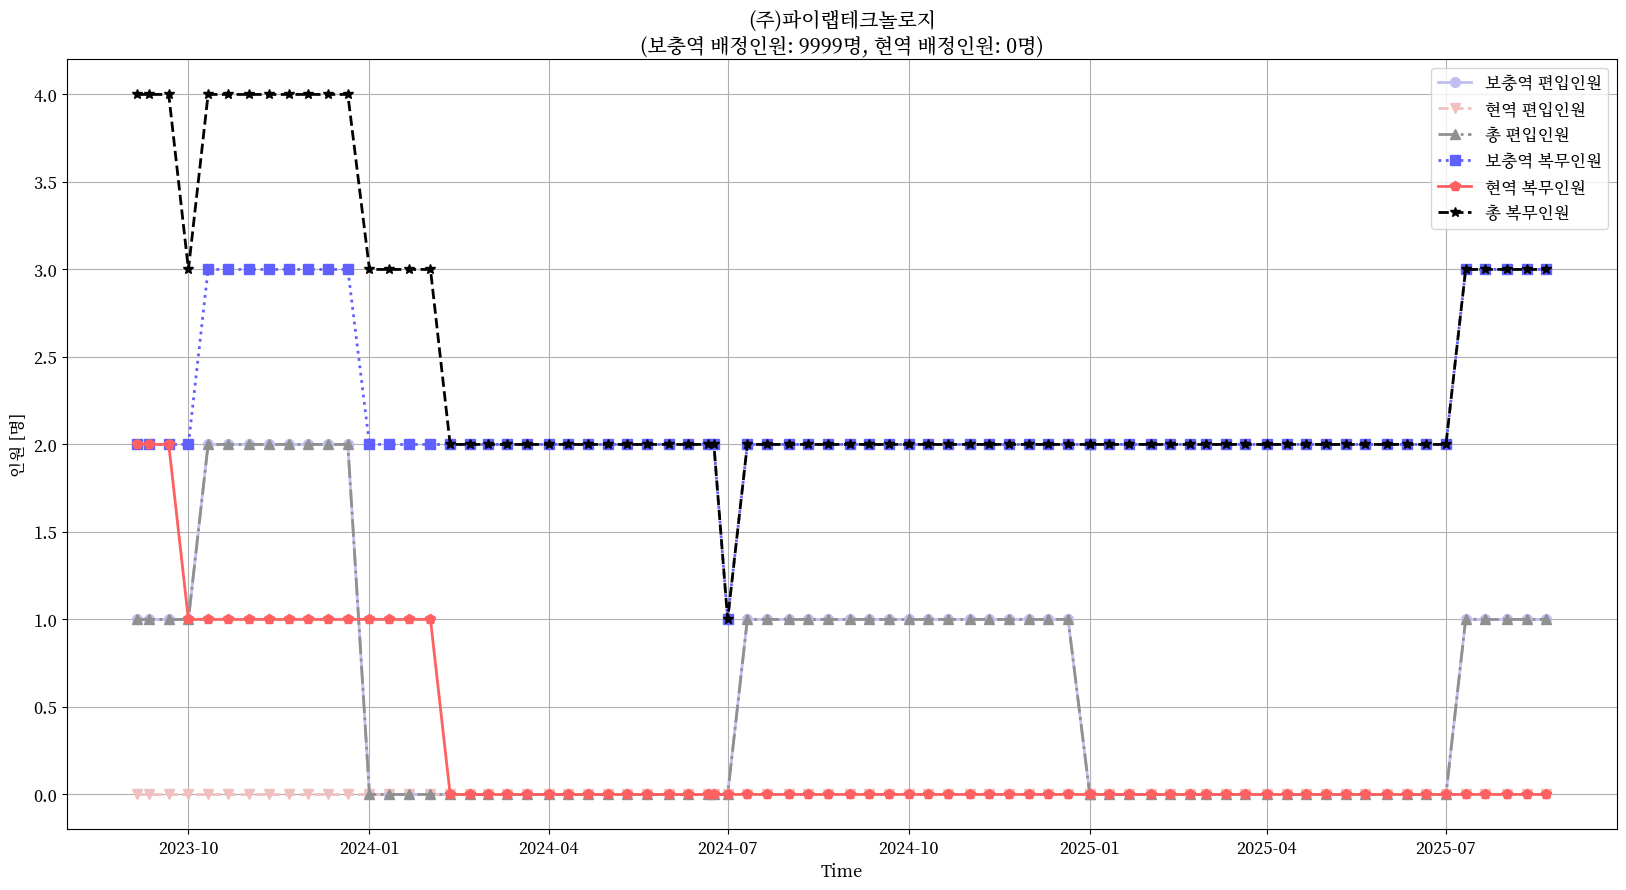 (주)파이랩테크놀로지
(보충역 배정인원: 9999명, 현역 배정인원: 0명)
보충역 편입인원
현역 편입인원
총 편입인원
보충역 복무인원
현역 복무인원
총 복무인원
4.0
3.5
3.0
2.5
2.0
1.5
1.0
0.5
0.0
인원 [명]
2023-10
2024-01
2024-04
2024-07
2024-10
2025-01
2025-04
2025-07
Time